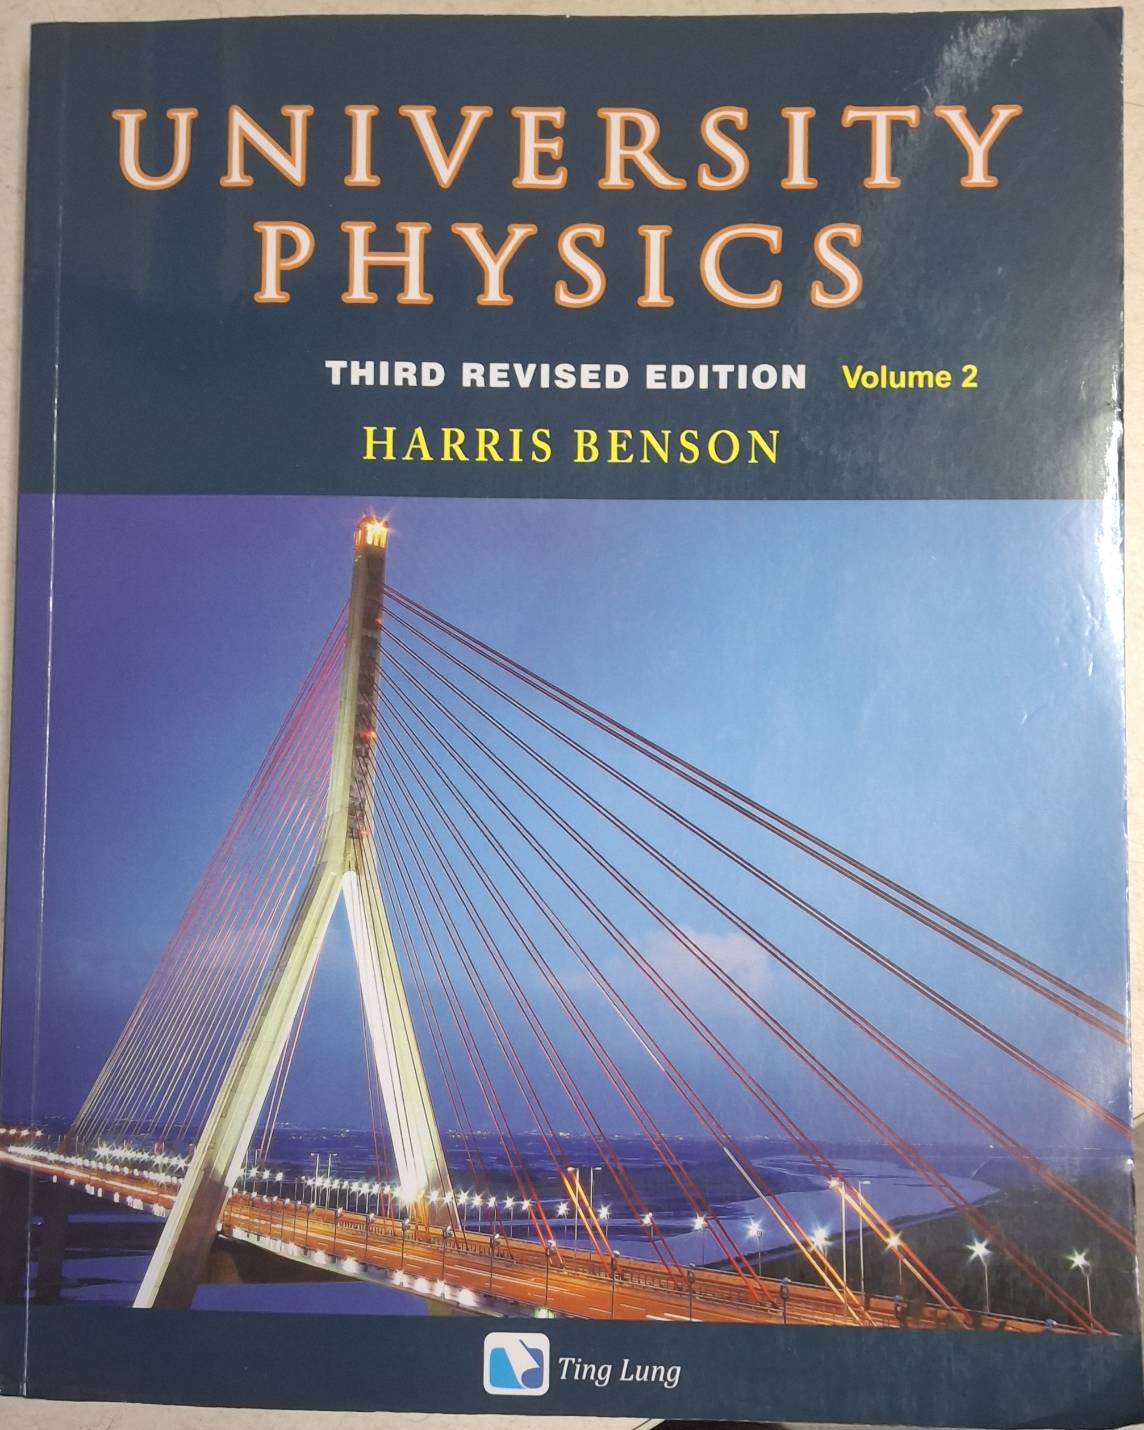 UNIVERSITY
PHYSICS
THIRD REVISED EDITION Volume 2
HARRIS BENSON
Ting Lung